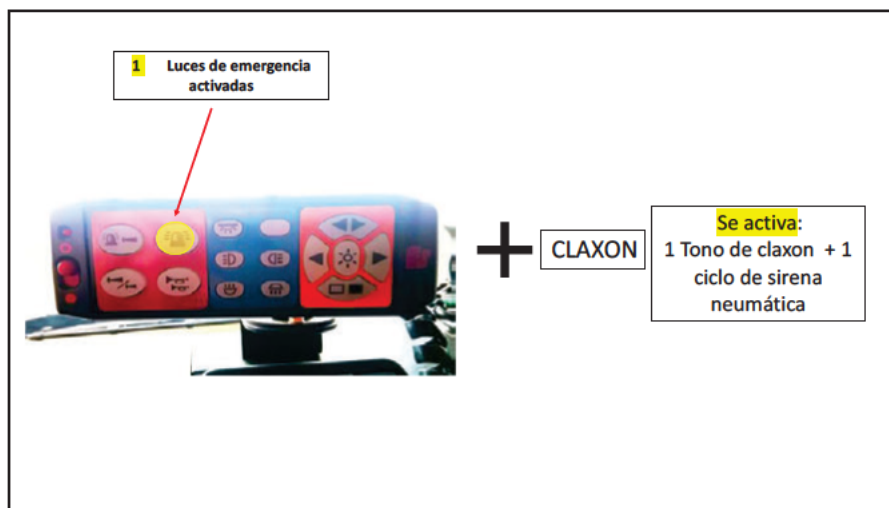 1 Luces de emergencia
activadas
CLAXON
Se activa:
1 Tono de claxon + 1
ciclo de sirena
neumática